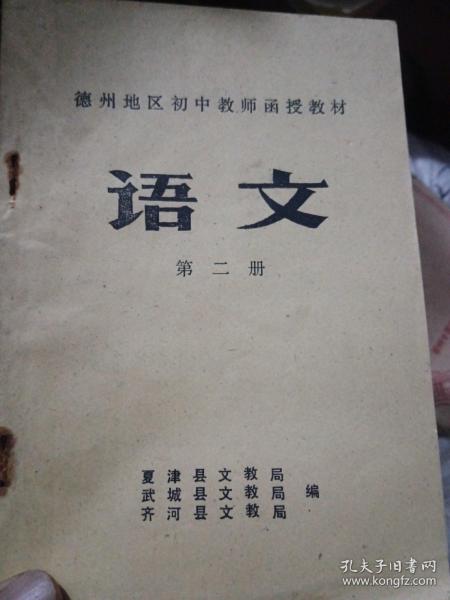 德州地区初中教师函授教材
语文
第二册
夏津县文教局
武城县文教局 编
齐河县文教局
孔夫子旧书网
www.kongfz.com